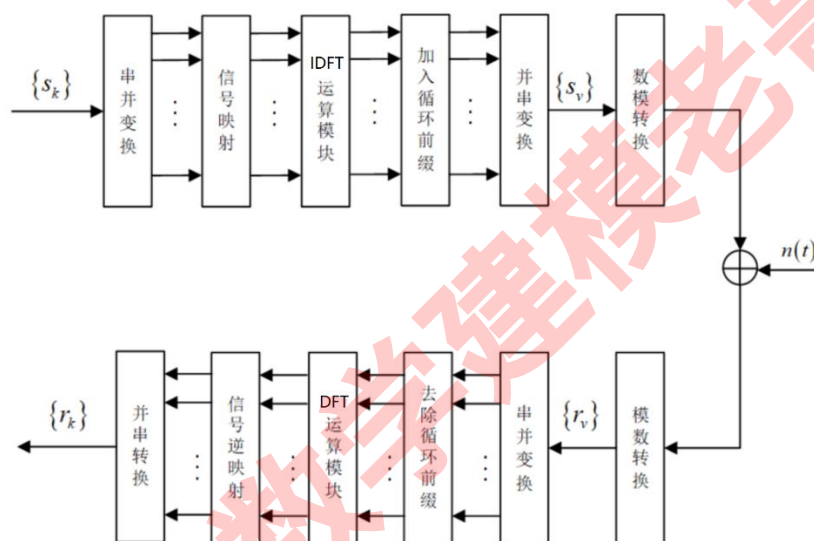 {s_k}
串并变换
信号映射
IDFT
运算模块
加入循环前缀
并串变换
{s_v}
数模转换
n(t)
{r_k}
并串转换
信号逆映射
DFT
运算模块
去除循环前缀
串并变换
{r_v}
模数转换
数学建模老哥